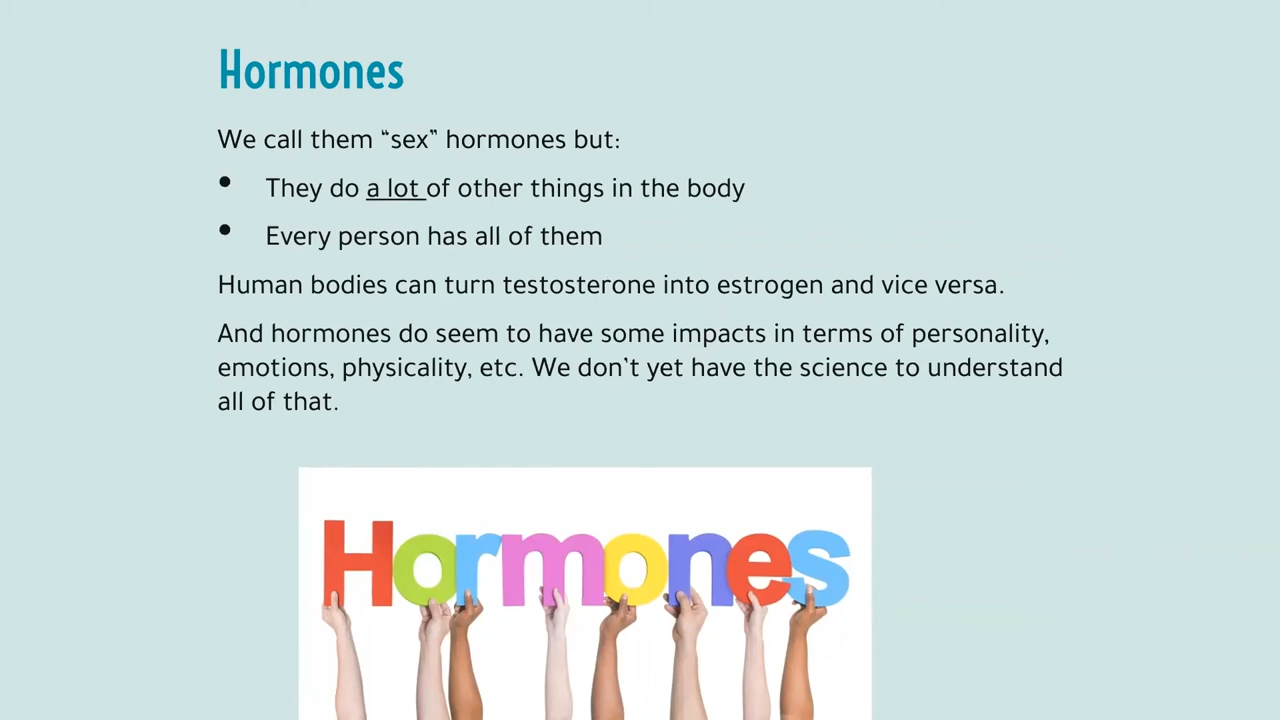 Hormones
We call them “sex” hormones but:
• They do a lot of other things in the body
• Every person has all of them
Human bodies can turn testosterone into estrogen and vice versa.
And hormones do seem to have some impacts in terms of personality,
emotions, physicality, etc. We don’t yet have the science to understand
all of that.
Hormones